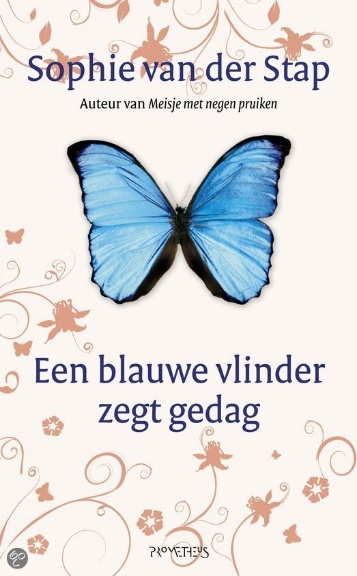 Sophie van der Stap
Auteur van Meisje met negen pruiken
Een blauwe vlinder
zegt gedag
PROMETHEUS